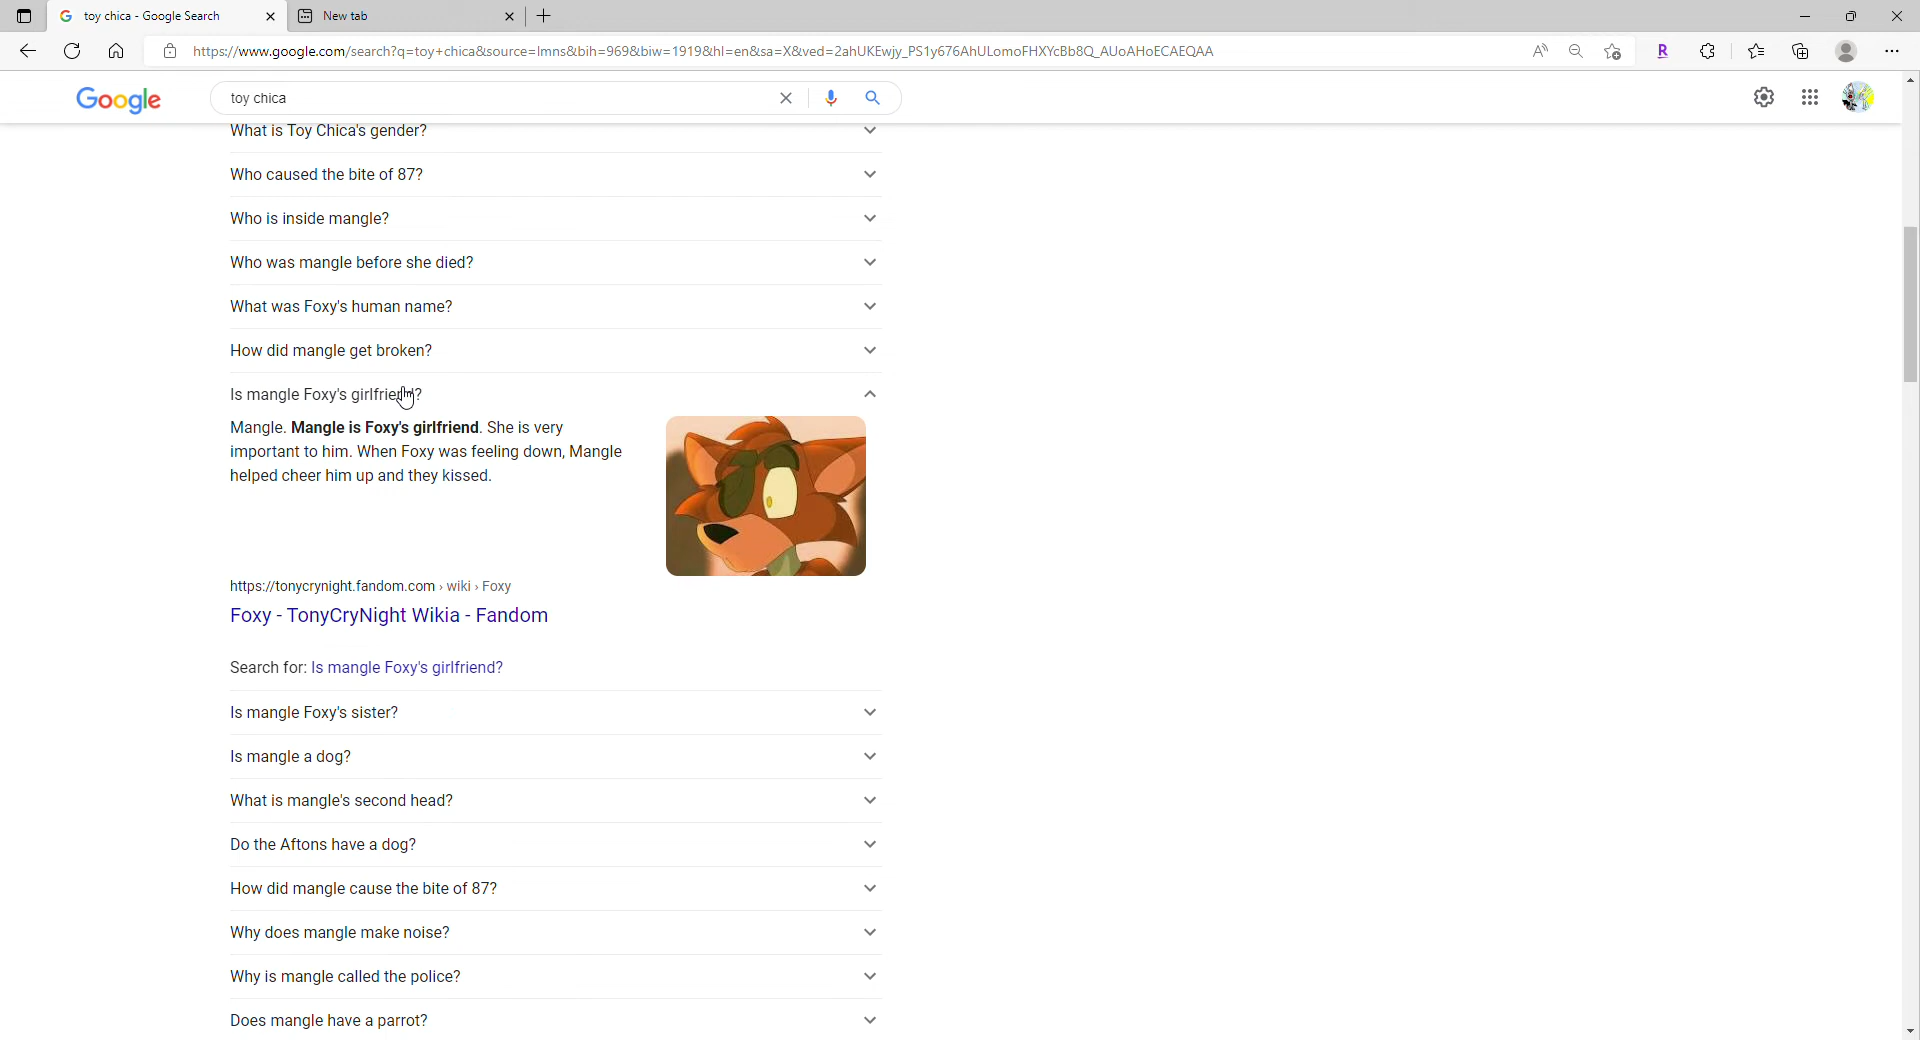 toy chica - Google Search
New tab
https://www.google.com/search?q=toy+chica&source=lmns&bih=969&biw=1919&hl=en&sa=X&ved=2ahUKEwjy_PS1y676AhULomoFHXYcBb8Q_AUoAHoECAEQAA
Google
toy chica
What is Toy Chica's gender?
Who caused the bite of 87?
Who is inside mangle?
Who was mangle before she died?
What was Foxy's human name?
How did mangle get broken?
Is mangle Foxy's girlfriend?
Mangle. Mangle is Foxy's girlfriend. She is very
important to him. When Foxy was feeling down, Mangle
helped cheer him up and they kissed.
https://tonycrynight.fandom.com › wiki › Foxy
Foxy - TonyCryNight Wikia - Fandom
Search for: Is mangle Foxy's girlfriend?
Is mangle Foxy's sister?
Is mangle a dog?
What is mangle's second head?
Do the Aftons have a dog?
How did mangle cause the bite of 87?
Why does mangle make noise?
Why is mangle called the police?
Does mangle have a parrot?